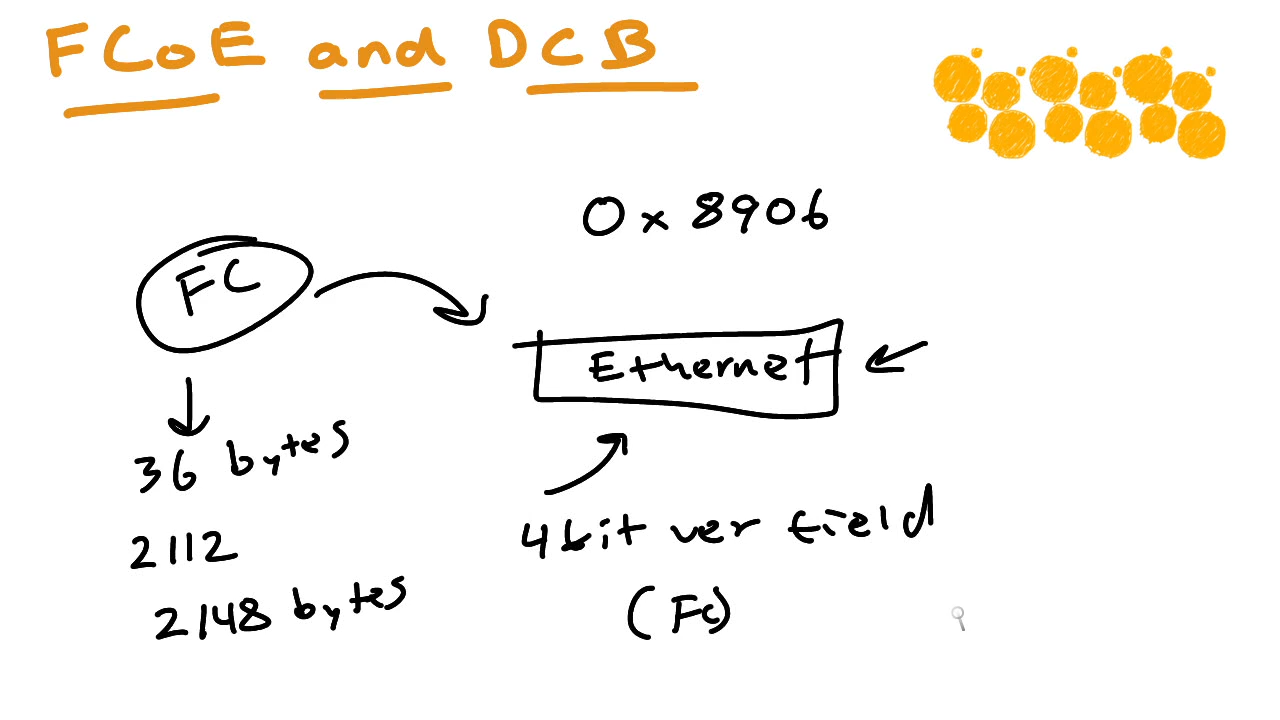 FCoE and DCB
0x8906
FC
Ethernet
36 bytes
2112
2148 bytes
4bit ver field
(FC)